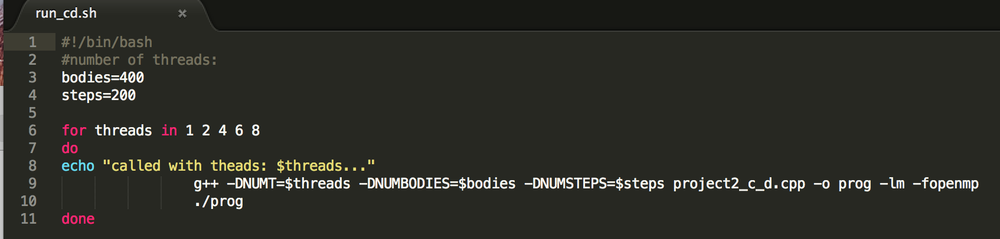 run_cd.sh ×
1 #!/bin/bash
2 #number of threads:
3 bodies=400
4 steps=200
5
6 for threads in 1 2 4 6 8
7 do
8 echo "called with theads: $threads..."
9 g++ -DNUMT=$threads -DNUMBODIES=$bodies -DNUMSTEPS=$steps project2_c_d.cpp -o prog -lm -fopenmp
10 ./prog
11 done